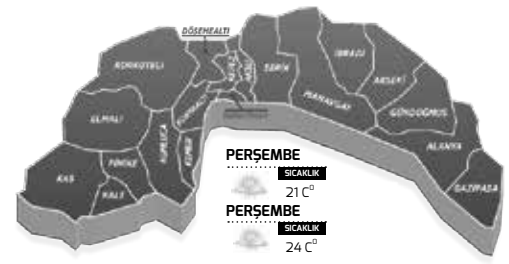 DÖŞEMEALTI
KORKUTELİ
İBRADI
SERİK
AKSEKİ
MANAVGAT
GÜNDOĞMUŞ
ELMALI
KUMLUCA
ALANYA
FİNİKE
KEMER
KAŞ
KALE
GAZİPAŞA
PERŞEMBE
SICAKLIK
21 C°
PERŞEMBE
SICAKLIK
24 C°